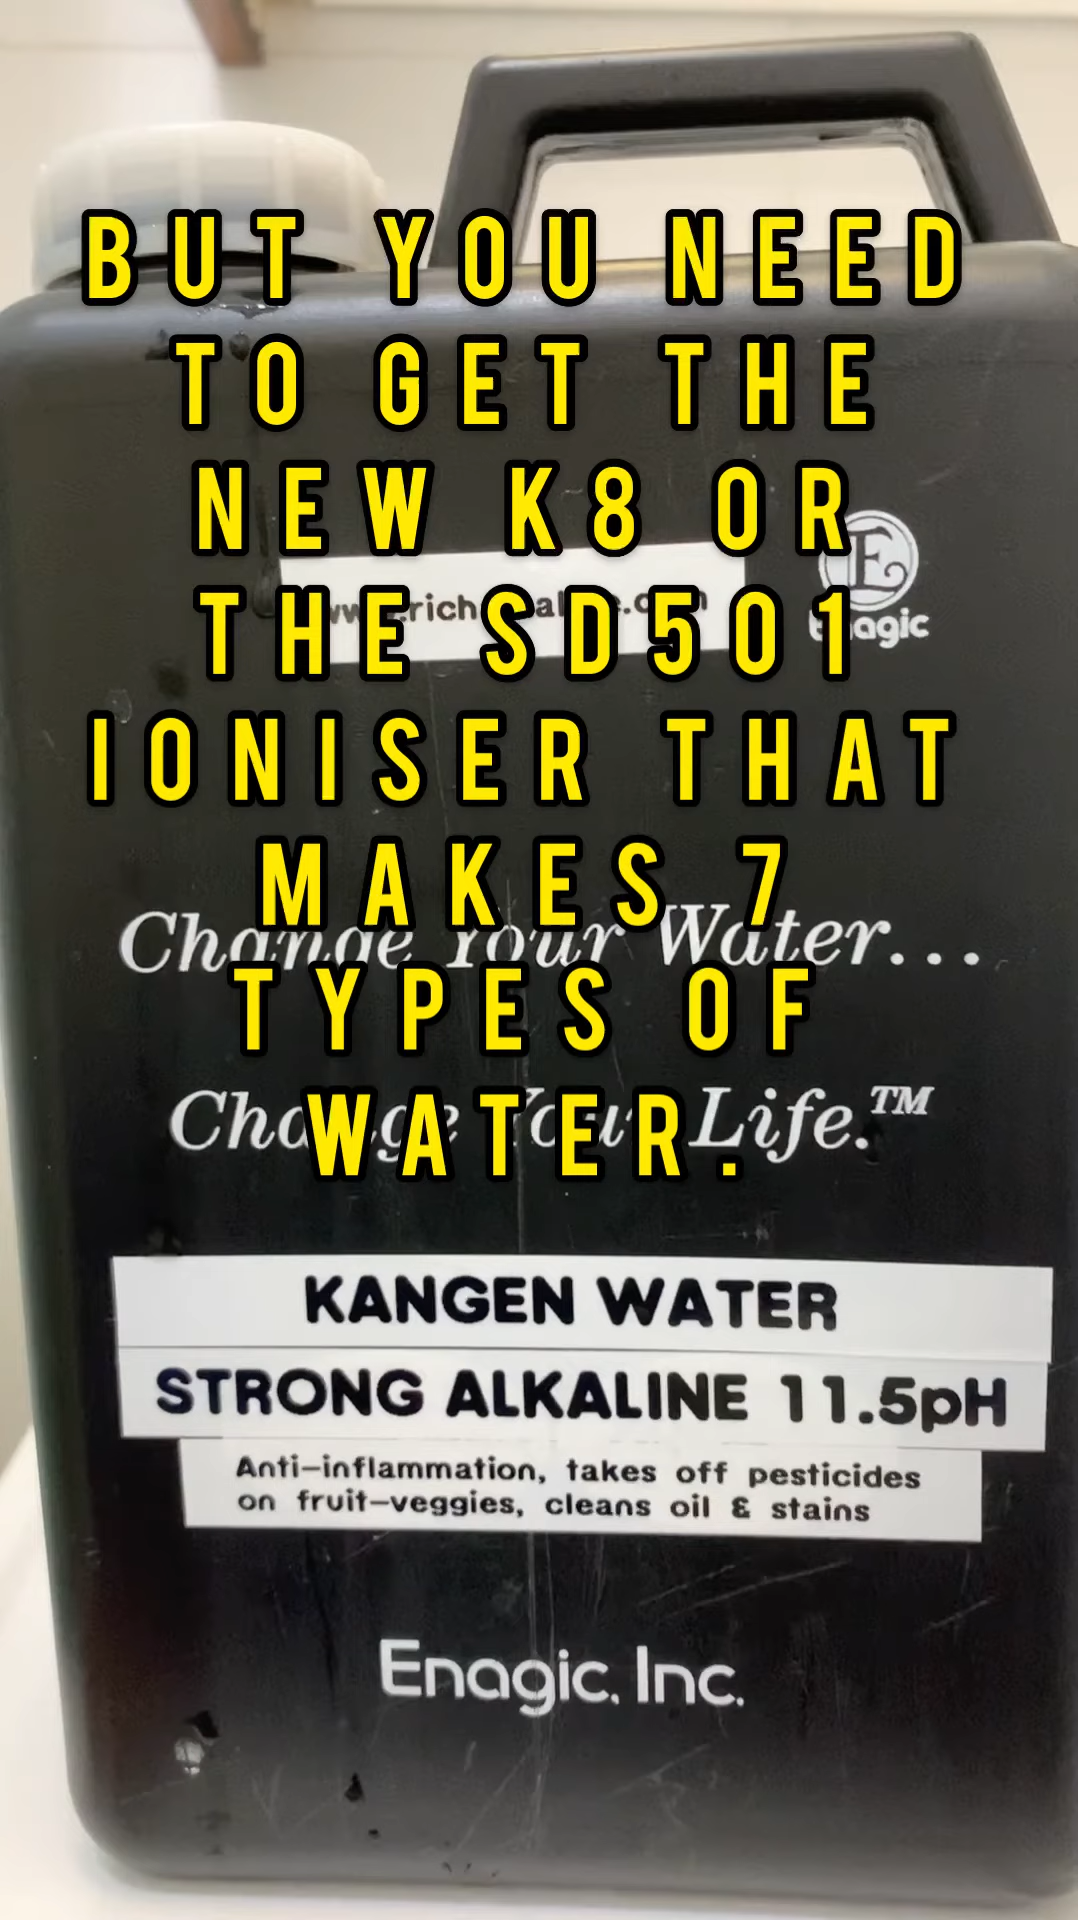 BUT YOU NEED
TO GET THE
NEW K8 OR
THE SD501
IONISER THAT
MAKES 7
TYPES OF
WATER.
Enagic
Change Your Water...
Change Your Life.™
KANGEN WATER
STRONG ALKALINE 11.5pH
Anti-inflammation, takes off pesticides
on fruit-veggies, cleans oil & stains
Enagic, Inc.